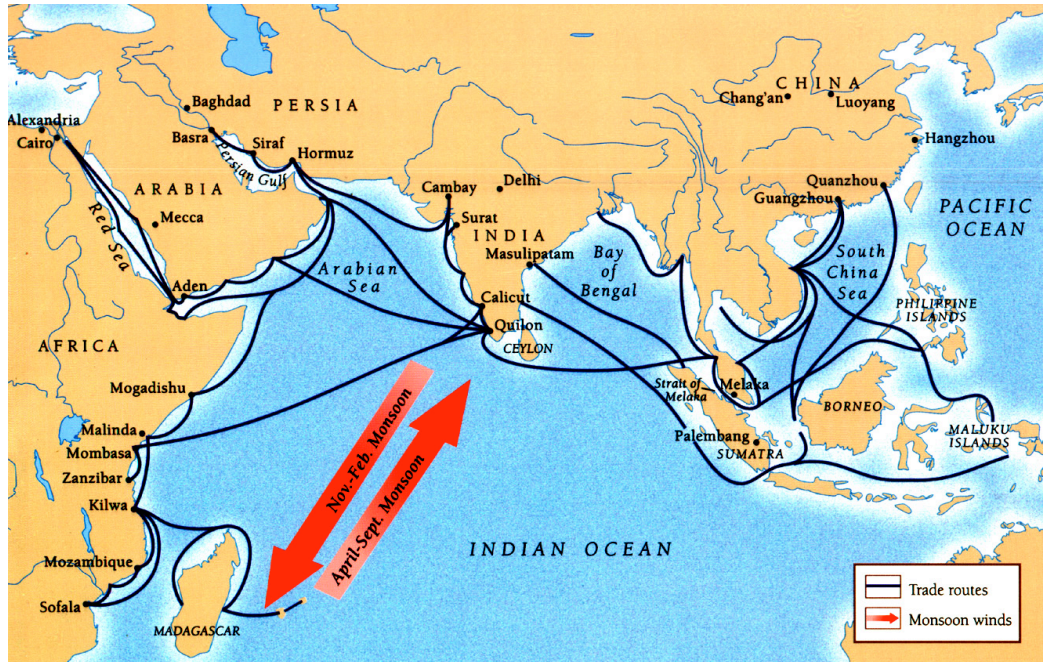 CHINA
Chang'an
Luoyang
Baghdad
PERSIA
Alexandria
Cairo
Basra
Siraf
Persian Gulf
Hormuz
Hangzhou
ARABIA
Mecca
Red Sea
Cambay
Delhi
Surat
INDIA
Masulipatam
Quanzhou
Guangzhou
PACIFIC
OCEAN
Arabian
Sea
Bay
of
Bengal
South
China
Sea
PHILIPPINE
ISLANDS
Aden
Calicut
Quilon
CEYLON
AFRICA
Mogadishu
Malinda
Mombasa
Zanzibar
Kilwa
Mozambique
Sofala
MADAGASCAR
Nov.-Feb. Monsoon
April-Sept. Monsoon
Strait of
Melaka
Melaka
Palembang
SUMATRA
BORNEO
MALUKU
ISLANDS
INDIAN OCEAN
Trade routes
Monsoon winds